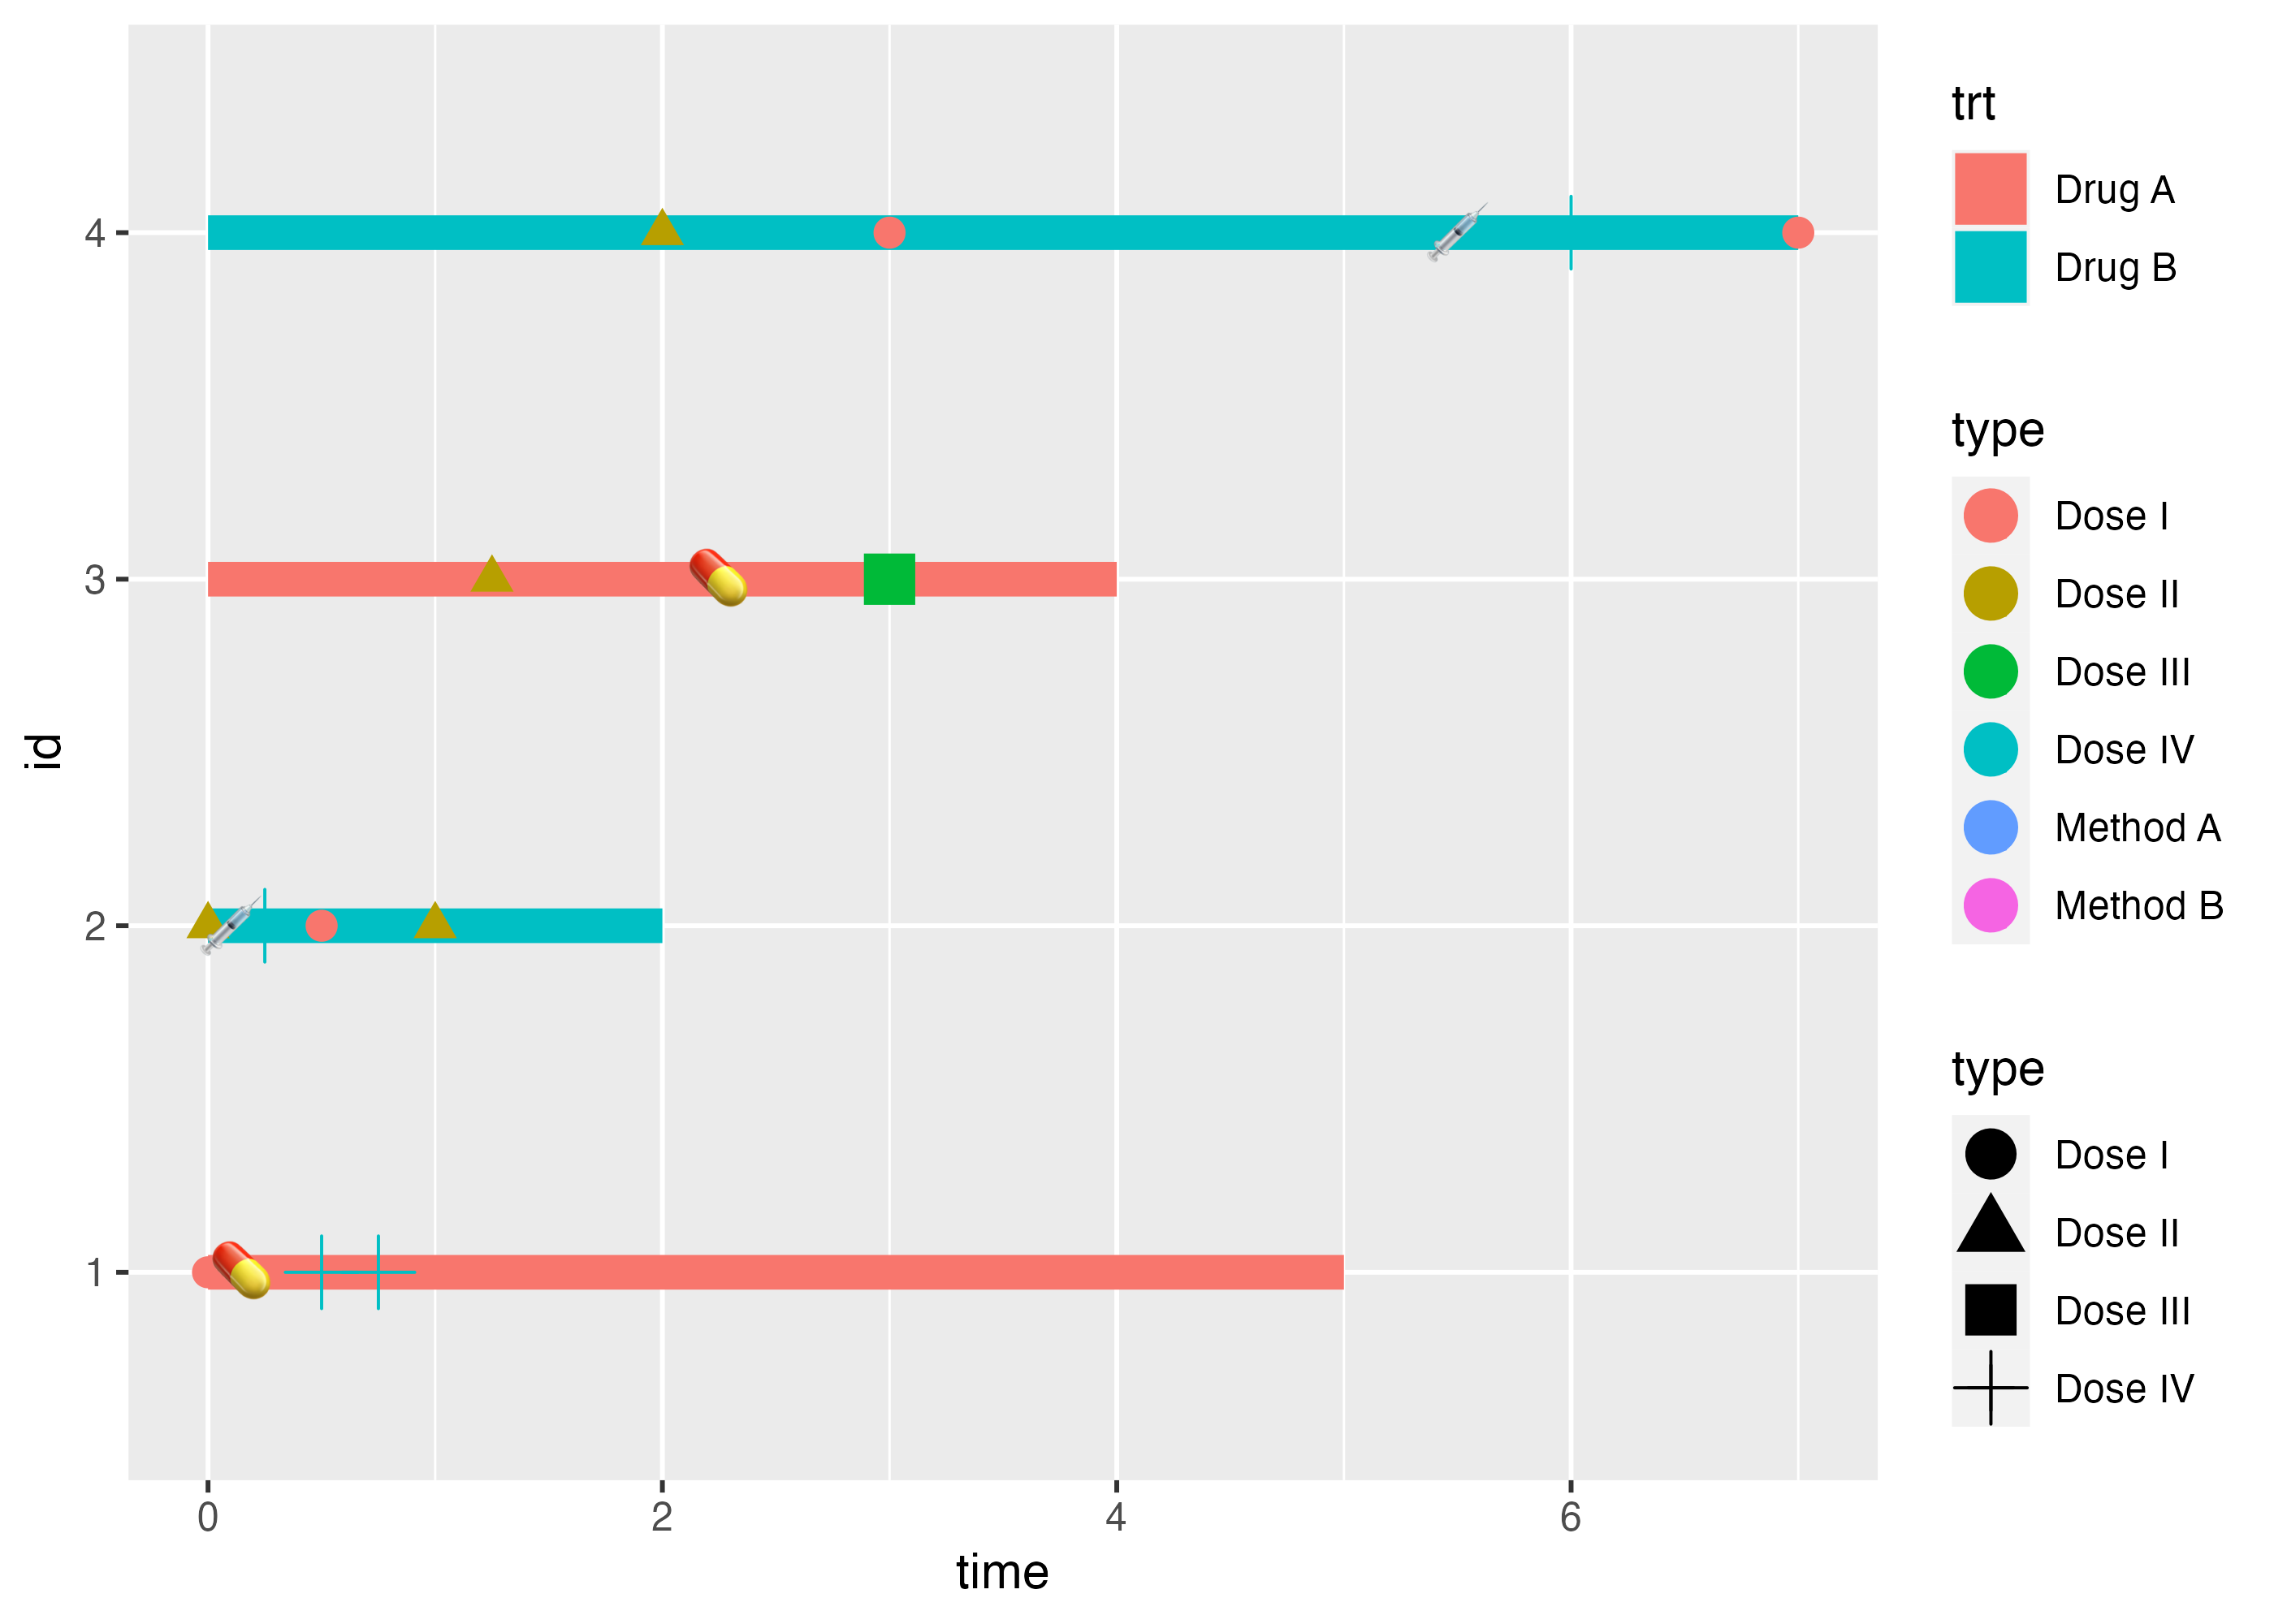 trt
Drug A
Drug B
type
Dose I
Dose II
Dose III
Dose IV
Method A
Method B
type
Dose I
Dose II
Dose III
Dose IV
id
4
3
2
1
0 2 4 6
time